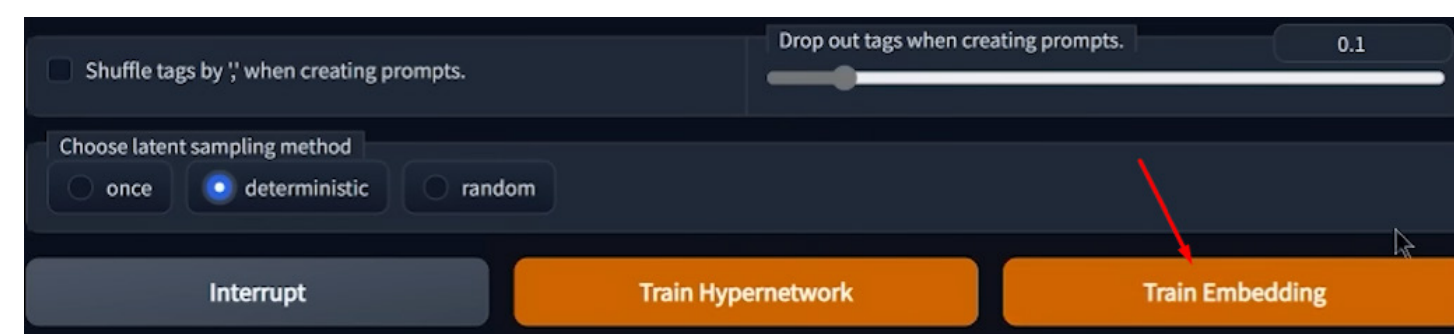 Drop out tags when creating prompts.
0.1
Shuffle tags by ',' when creating prompts.
Choose latent sampling method
once
deterministic
random
Interrupt
Train Hypernetwork
Train Embedding